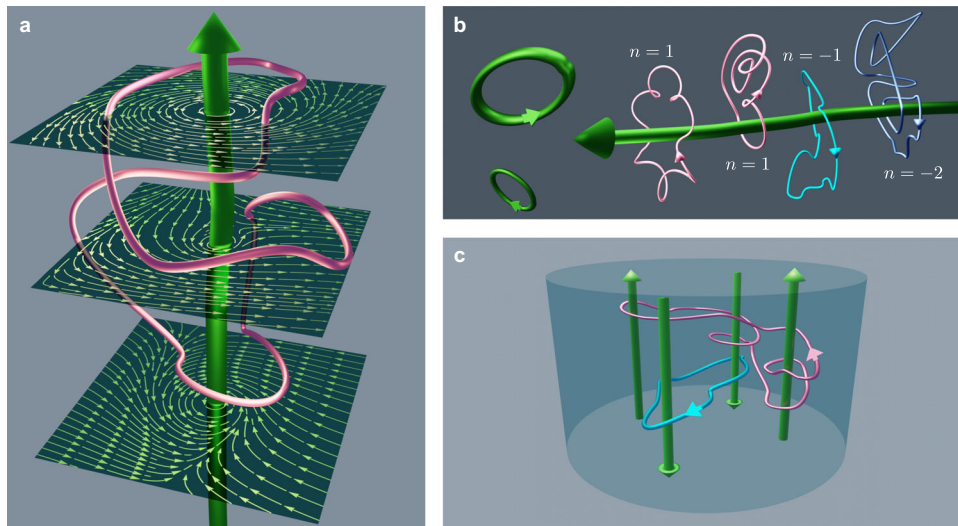 a
b
n = 1
n = 1
n = −1
n = −2
c